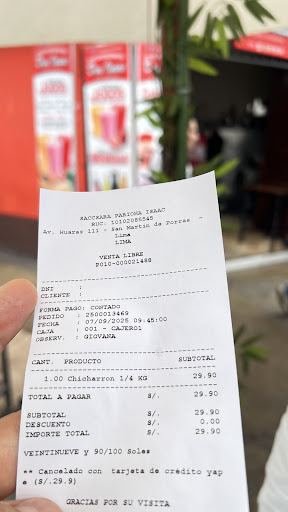 SACCSARA PARIONA ISAAC
RUC: 10102085545
Av. Huaras 111 - San Martin de Porras -
Lima
LIMA
VENTA LIBRE
P010-000021488
DNI :
CLIENTE :
FORMA PAGO: CONTADO
PEDIDO : 2500013469
FECHA : 07/09/2025 09:45:00
CAJA : 001 - CAJERO1
OBSERV. : GIOVANA
CANT. PRODUCTO SUBTOTAL
1.00 Chicharron 1/4 KG 29.90
TOTAL A PAGAR S/. 29.90
SUBTOTAL S/. 29.90
DESCUENTO S/. 0.00
IMPORTE TOTAL S/. 29.90
VEINTINUEVE y 90/100 Soles
** Cancelado con tarjeta de crédito yap
e (S/.29.9)
GRACIAS POR SU VISITA